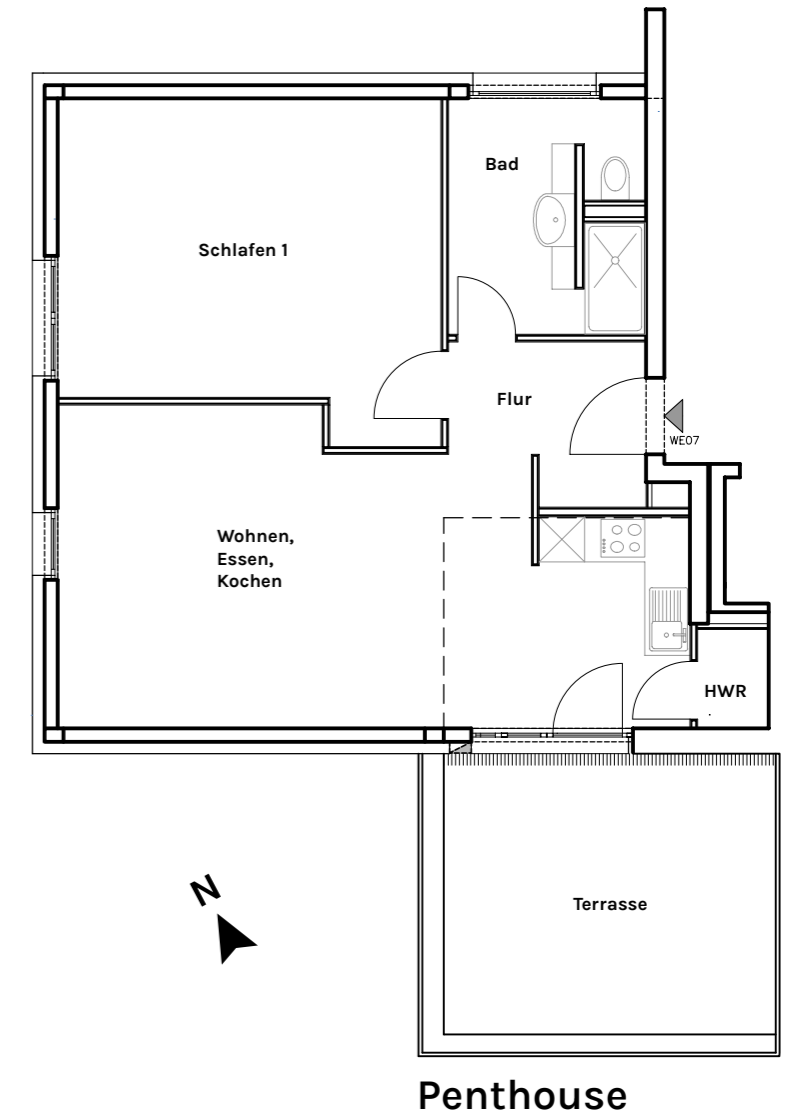 Bad
Schlafen 1
Flur
WE07
Wohnen,
Essen,
Kochen
HWR
N
Terrasse
Penthouse